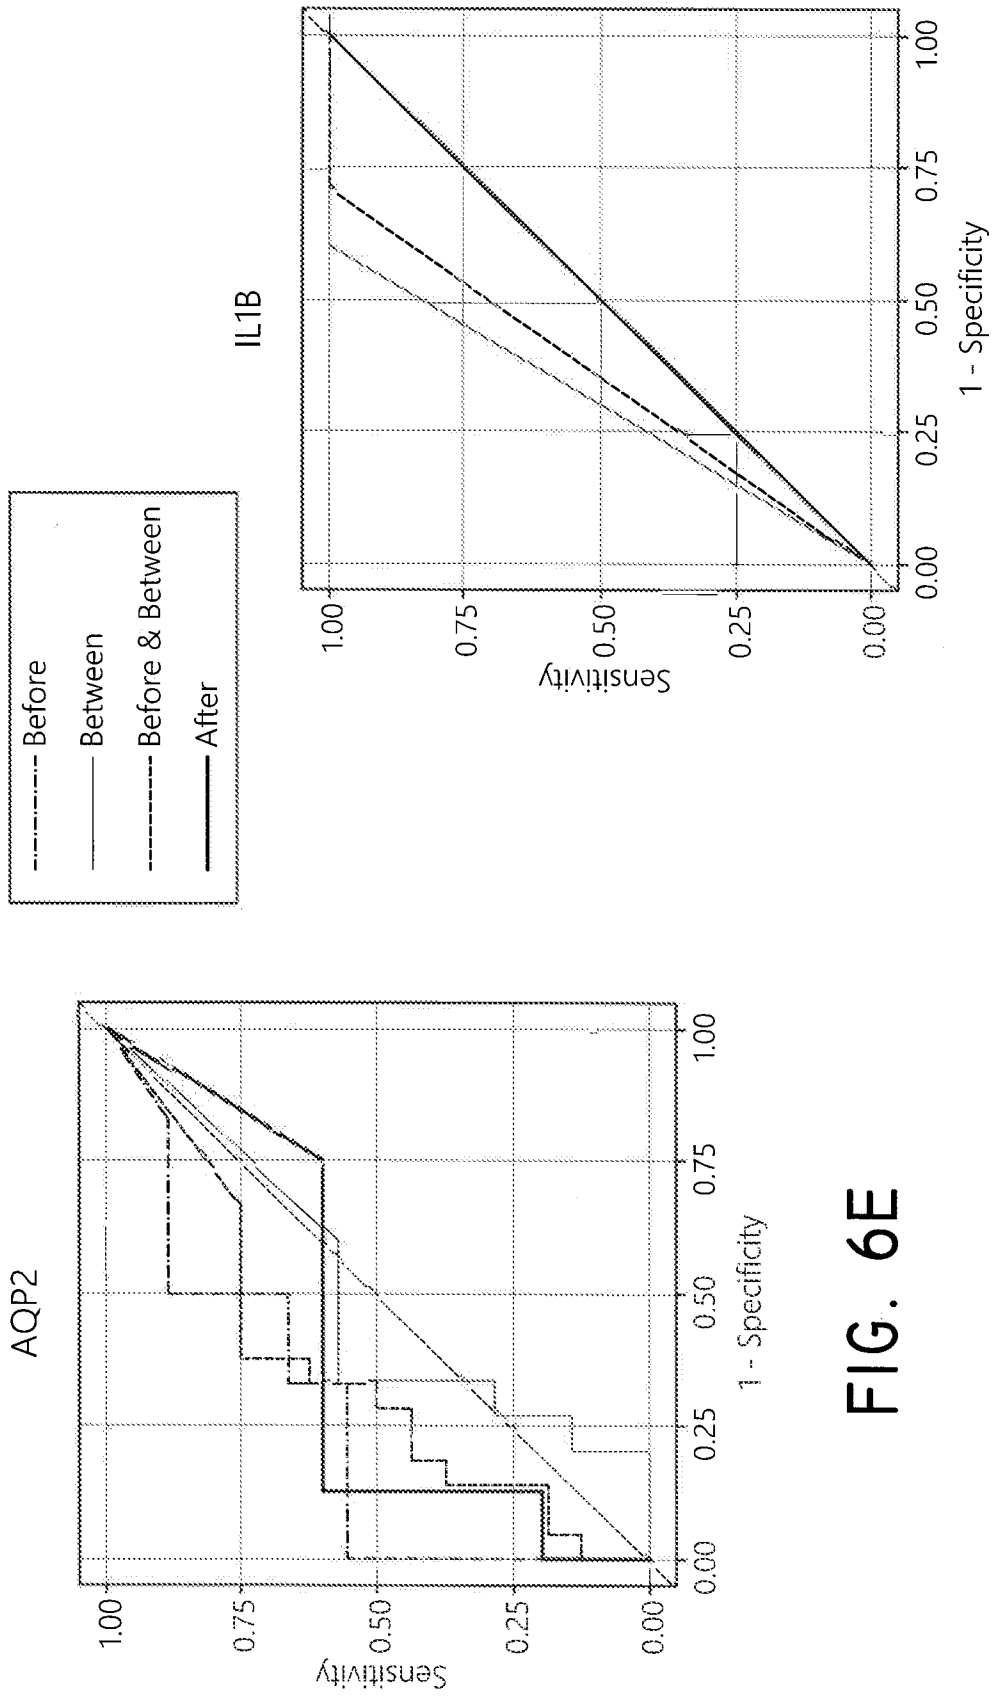 Before
Between
Before & Between
After
AQP2
Sensitivity
1.00
0.75
0.50
0.25
0.00
0.00
0.25
0.50
0.75
1.00
1 - Specificity
IL1B
Sensitivity
1.00
0.75
0.50
0.25
0.00
0.00
0.25
0.50
0.75
1.00
1 - Specificity
FIG. 6E